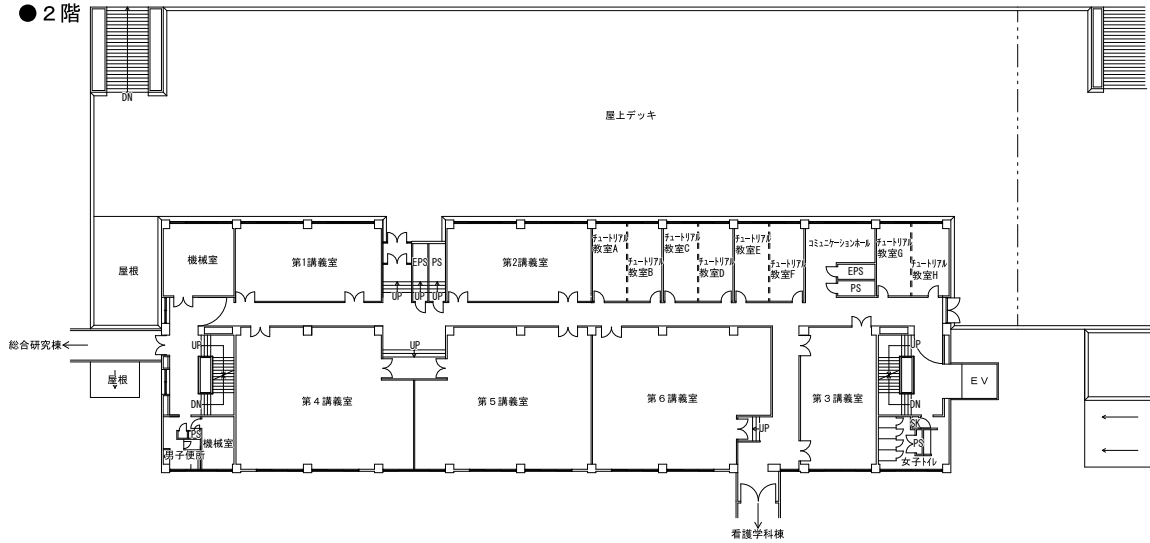 ●２階
DN
屋上デッキ
屋根
機械室
第１講義室
EPS
PS
UP
UP
UP
第２講義室
チュートリアル
教室A
チュートリアル
教室B
チュートリアル
教室C
チュートリアル
教室D
チュートリアル
教室E
チュートリアル
教室F
コミュニケーションホール
EPS
PS
チュートリアル
教室G
チュートリアル
教室H
総合研究棟
屋根
UP
DN
PS
男子便所
機械室
第４講義室
UP
第５講義室
第６講義室
UP
第３講義室
UP
DN
SK
PS
女子トイレ
ＥＶ
看護学科棟